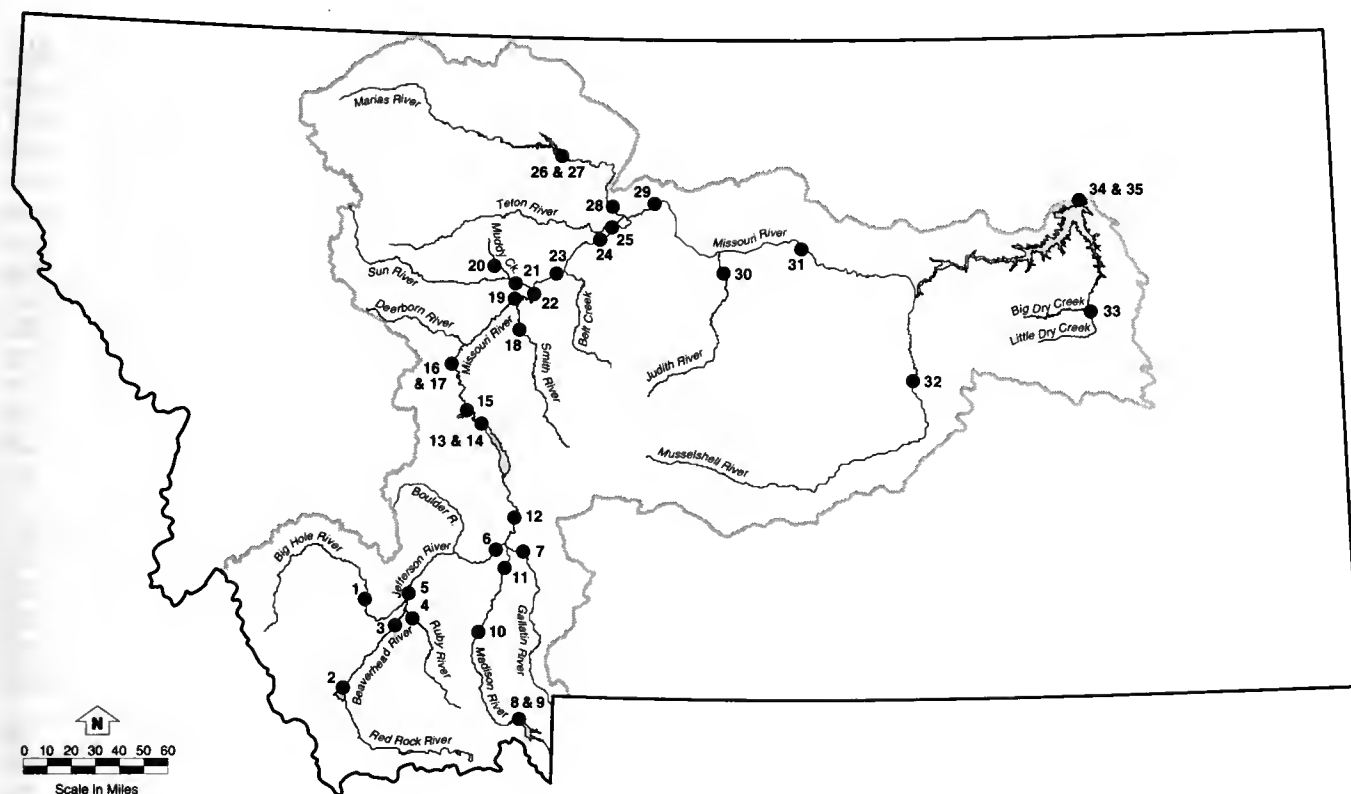 Marias River
26 & 27
34 & 35
29
28
Teton River
25
Missouri River
Muddy Ck.
24
23
31
20
21
30
Sun River
19
22
Big Dry Creek
33
Deerborn River
Missouri River
18
Belt Creek
Little Dry Creek
16
& 17
Smith River
Judith River
32
15
13 & 14
Musselshell River
Boulder R.
12
Big Hole River
6
7
Jefferson River
11
1
5
4
3
10
Gallatin River
Beaverhead River
Ruby River
2
Madison River
8 & 9
N
Red Rock River
0 10 20 30 40 50 60
Scale in Miles